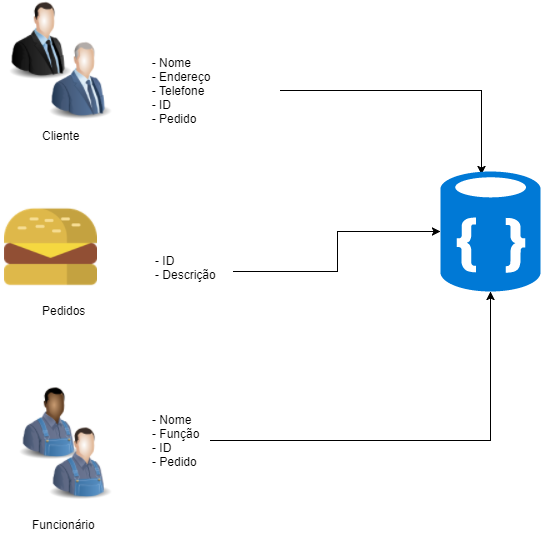 - Nome
- Endereço
- Telefone
- ID
- Pedido
Cliente
- ID
- Descrição
Pedidos
- Nome
- Função
- ID
- Pedido
Funcionário
{ }